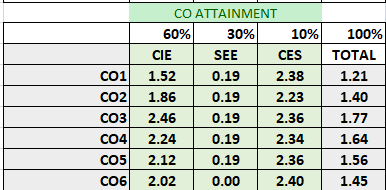 CO ATTAINMENT
60% 30% 10% 100%
CIE SEE CES TOTAL
CO1 1.52 0.19 2.38 1.21
CO2 1.86 0.19 2.23 1.40
CO3 2.46 0.19 2.36 1.77
CO4 2.24 0.19 2.34 1.64
CO5 2.12 0.19 2.36 1.56
CO6 2.02 0.00 2.40 1.45